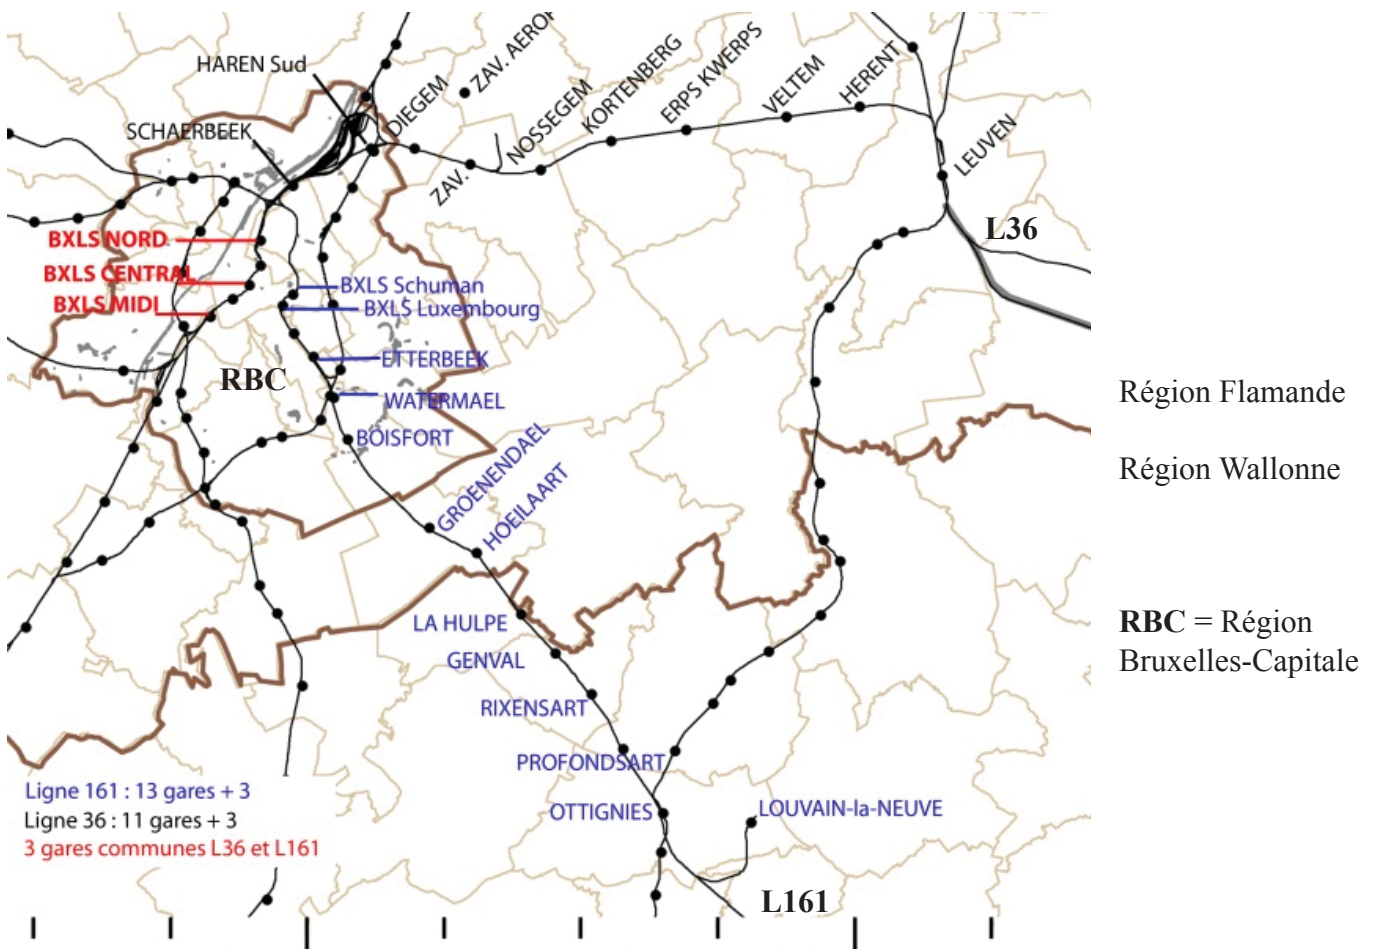 HAREN Sud
SCHAERBEEK
DIEGEM
ZAV. AEROP
ZAV.
NOSSEGEM
KORTENBERG
ERPS KWERPS
VELTEM
HERENT
LEUVEN
L36
BXLS NORD
BXLS CENTRAL
BXLS MIDI
BXLS Schuman
BXLS Luxembourg
ETTERBEEK
RBC
WATERMAEL
BOISFORT
GROENENDAEL
HOEILAART
Région Flamande
Région Wallonne
RBC = Région
Bruxelles-Capitale
LA HULPE
GENVAL
RIXENSART
PROFONDSART
OTTIGNIES
LOUVAIN-la-NEUVE
L161
Ligne 161 : 13 gares + 3
Ligne 36 : 11 gares + 3
3 gares communes L36 et L161